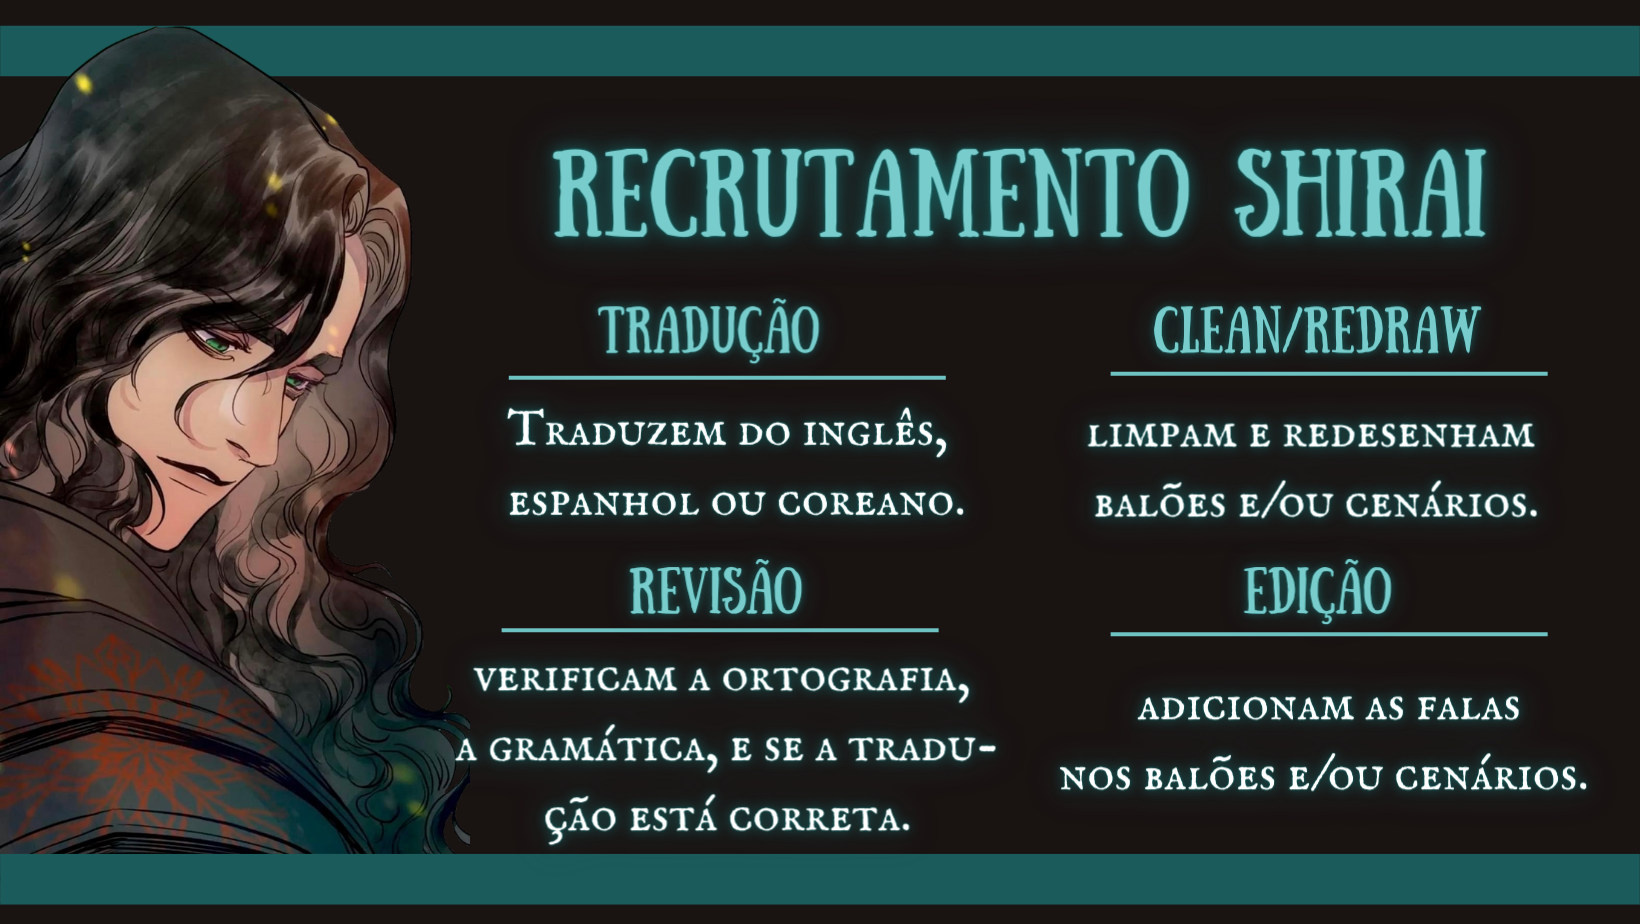 RECRUTAMENTO SHIRAI
TRADUÇÃO
Traduzem do inglês,
espanhol ou coreano.
CLEAN/REDRAW
limpam e redesenham
balões e/ou cenários.
REVISÃO
verificam a ortografia,
a gramática, e se a tradu-
ção está correta.
EDIÇÃO
adicionam as falas
nos balões e/ou cenários.